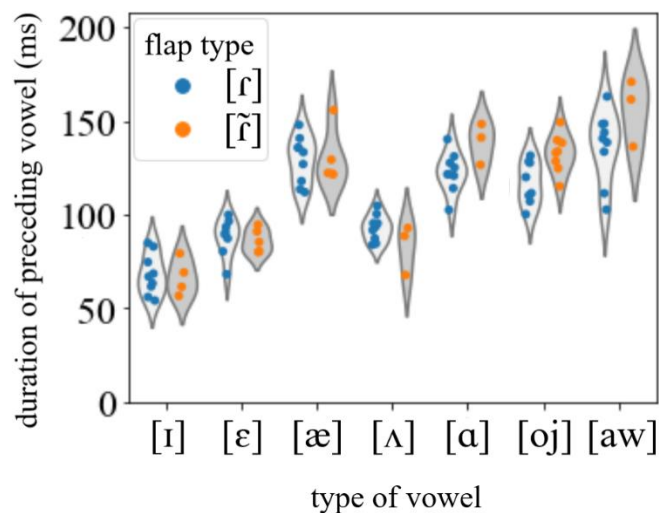 200
150
100
50
0
duration of preceding vowel (ms)
flap type
[ɾ]
[ɾ̃]
[ɪ] [ɛ] [æ] [ʌ] [ɑ] [oj] [aw]
type of vowel